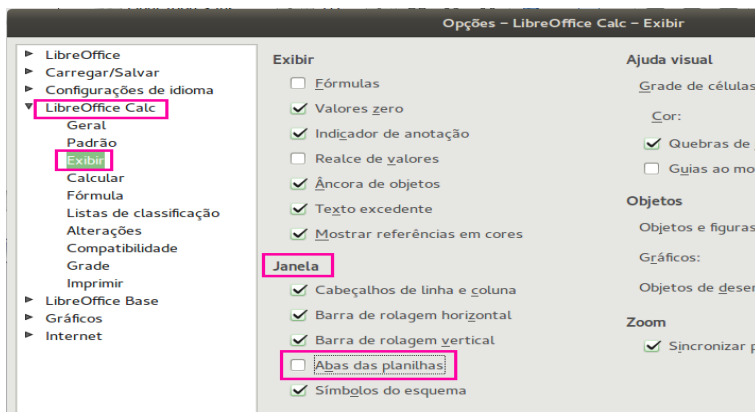 Opções – LibreOffice Calc – Exibir
LibreOffice
Carregar/Salvar
Configurações de idioma
LibreOffice Calc
Geral
Padrão
Exibir
Calcular
Fórmula
Listas de classificação
Alterações
Compatibilidade
Grade
Imprimir
LibreOffice Base
Gráficos
Internet
Exibir
Fórmulas
Valores zero
Indicador de anotação
Realce de valores
Âncora de objetos
Texto excedente
Mostrar referências em cores
Janela
Cabeçalhos de linha e coluna
Barra de rolagem horizontal
Barra de rolagem vertical
Abas das planilhas
Símbolos do esquema
Ajuda visual
Grade de células
Cor:
Quebras de
Guias ao mo
Objetos
Objetos e figuras
Gráficos:
Objetos de deser
Zoom
Sincronizar p